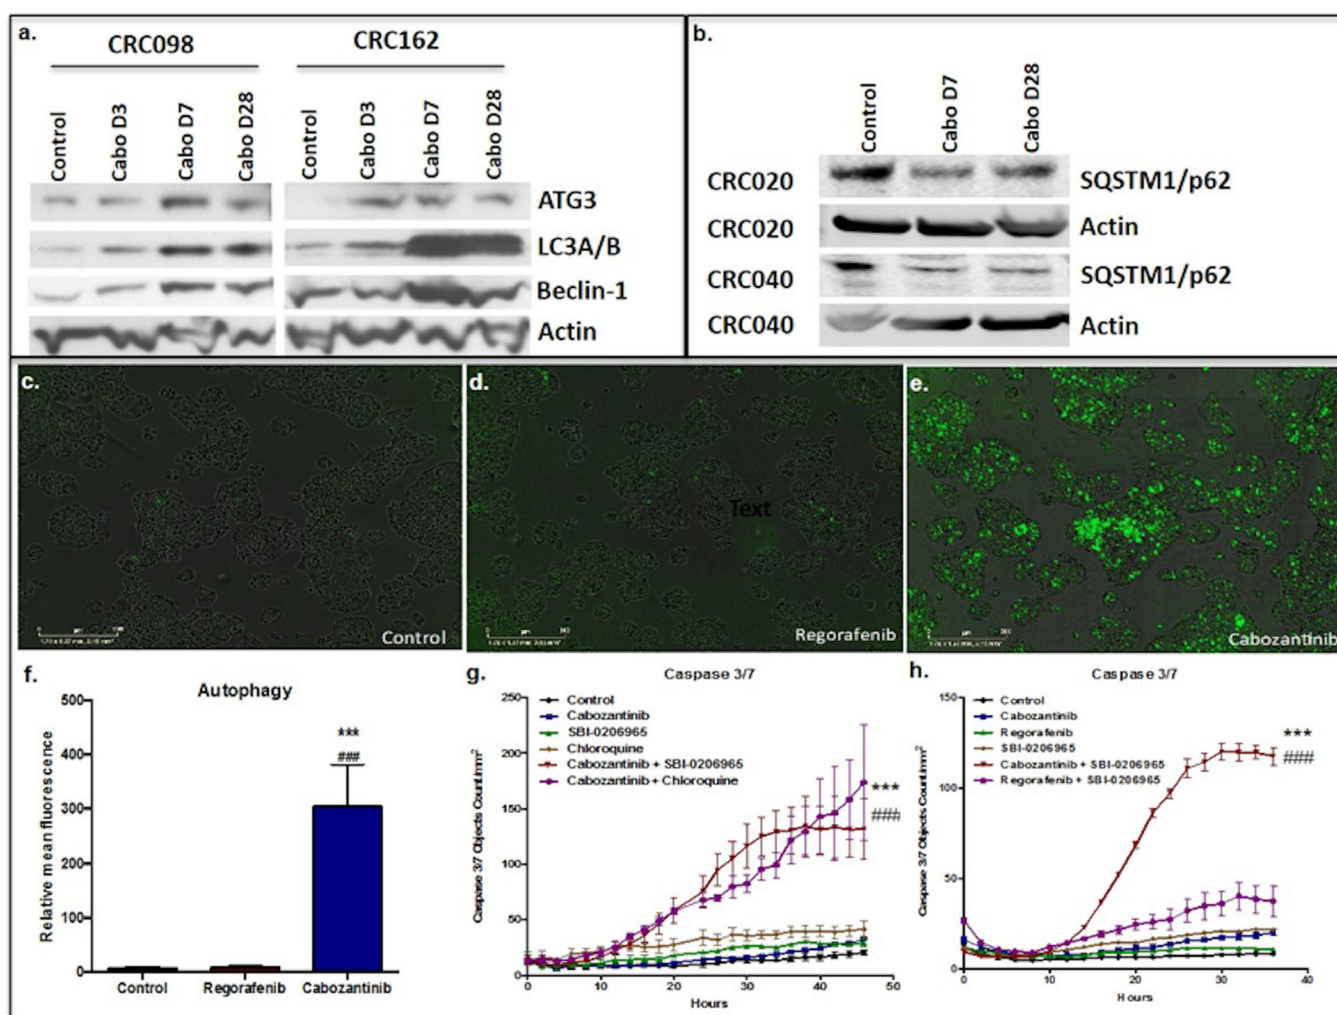 a.
CRC098
CRC162
Control
Cabo D3
Cabo D7
Cabo D28
Control
Cabo D3
Cabo D7
Cabo D28
ATG3
LC3A/B
Beclin-1
Actin
b.
Control
Cabo D7
Cabo D28
CRC020 SQSTM1/p62
CRC020 Actin
CRC040 SQSTM1/p62
CRC040 Actin
c.
Control
d.
Text
Regorafenib
e.
Cabozantinib
f.
Autophagy
Relative mean fluorescence
500
400
300
200
100
0
***
###
Control Regorafenib Cabozantinib
g.
Caspase 3/7
Caspase 3/7 Objects Count/mm²
250
200
150
100
50
0
Control
Cabozantinib
SBI-0206965
Chloroquine
Cabozantinib + SBI-0206965
Cabozantinib + Chloroquine
***
###
0 10 20 30 40 50
Hours
h.
Caspase 3/7
Caspase 3/7 Objects Count/mm²
150
100
50
0
Control
Cabozantinib
Regorafenib
SBI-0206965
Cabozantinib + SBI-0206965
Regorafenib + SBI-0206965
***
###
0 10 20 30 40
Hours